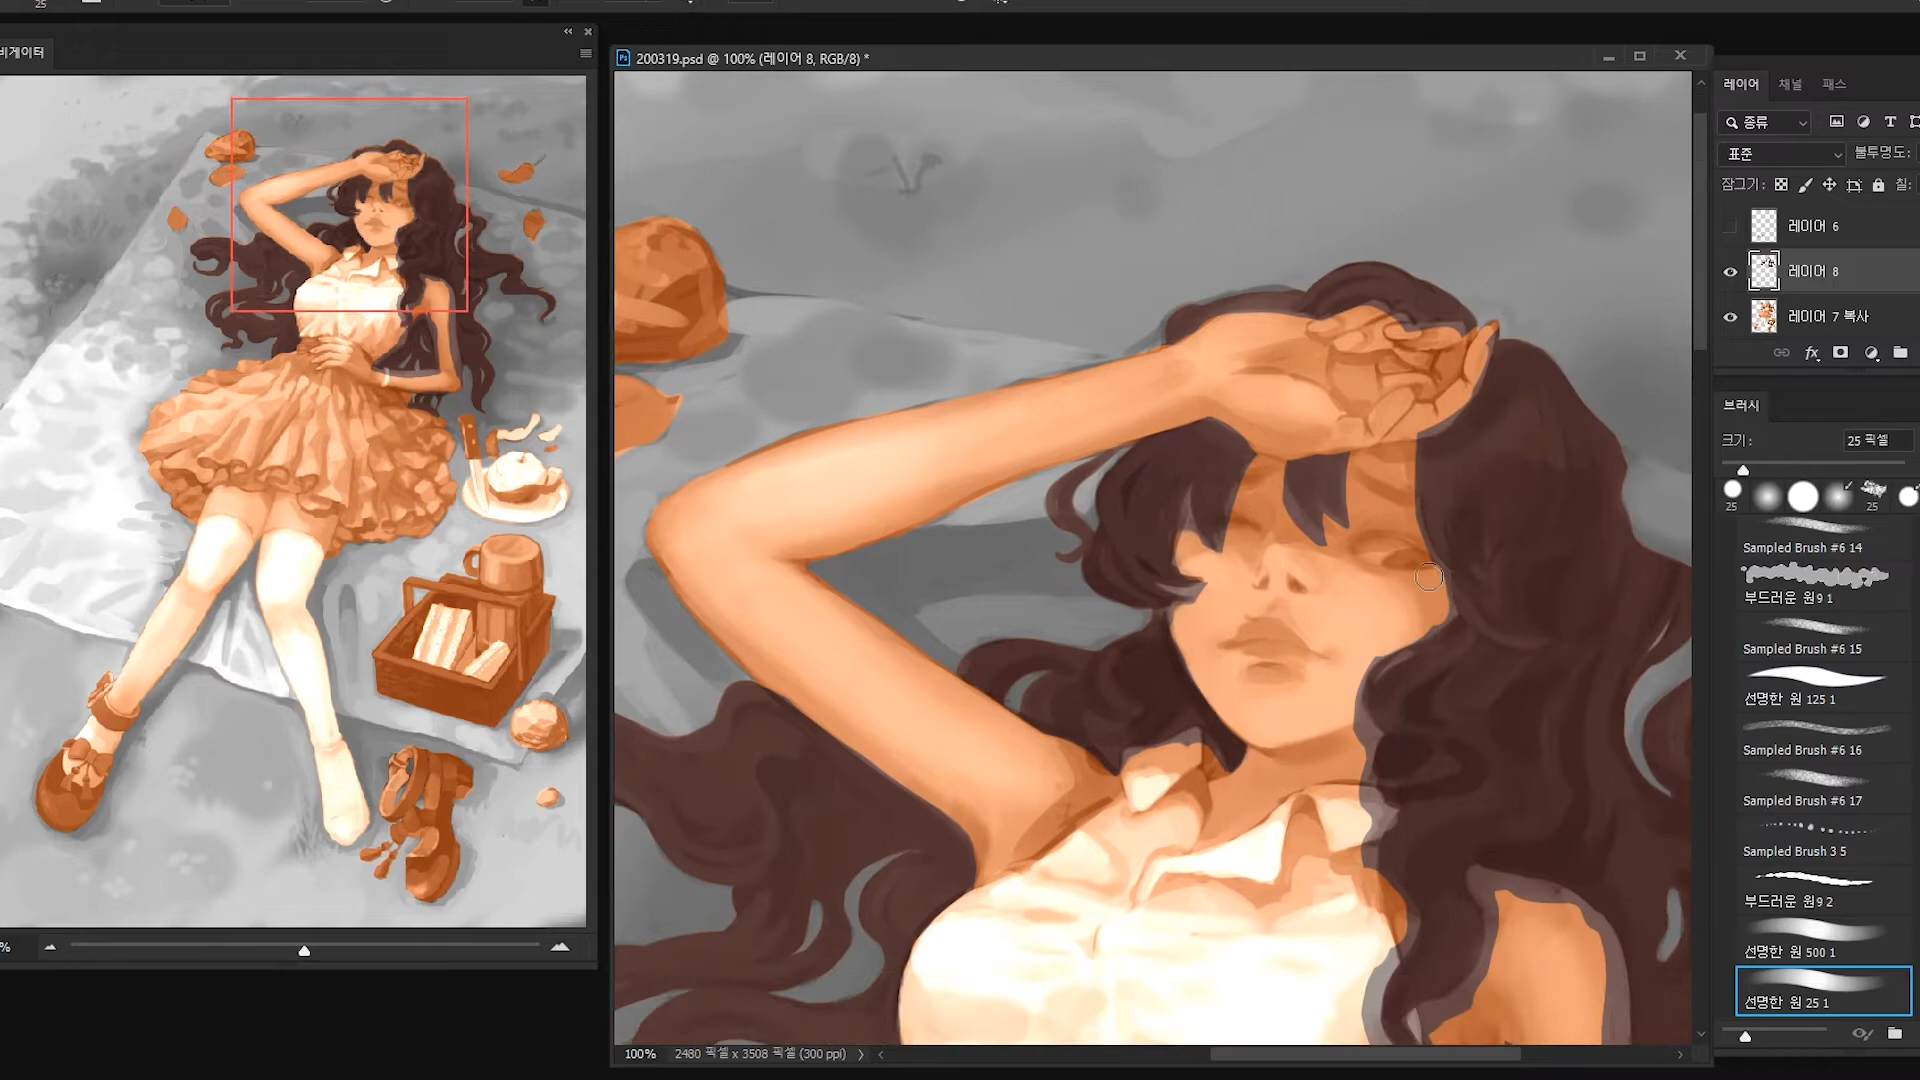 25
비게이터
Ps 200319.psd @ 100% (레이어 8, RGB/8) *
레이어 채널 패스
종류
T
표준
불투명도:
잠그기:
칠:
레이어 6
레이어 8
레이어 7 복사
fx
브러시
크기:
25 픽셀
25
25
Sampled Brush #6 14
부드러운 원9 1
Sampled Brush #6 15
선명한 원 125 1
Sampled Brush #6 16
Sampled Brush #6 17
Sampled Brush 3 5
부드러운 원9 2
선명한 원 500 1
선명한 원 25 1
%
100%
2480 픽셀 x 3508 픽셀 (300 ppi)